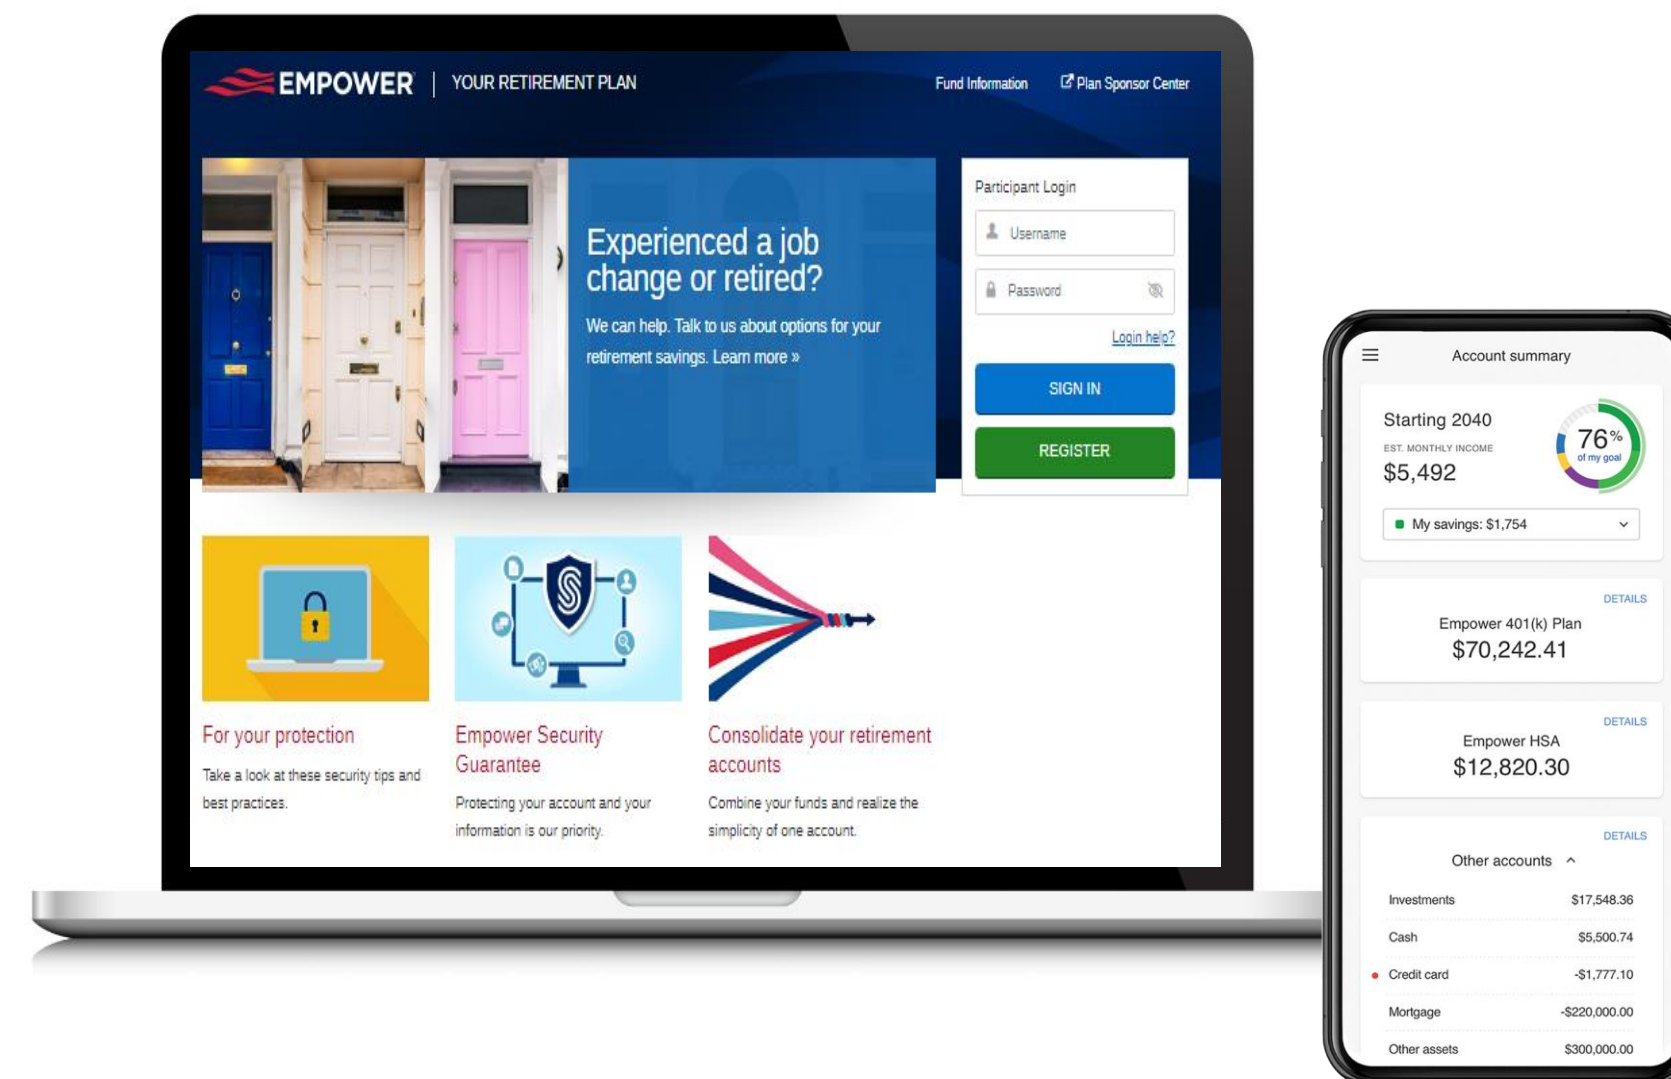 EMPOWER
YOUR RETIREMENT PLAN
Fund Information
Plan Sponsor Center
Experienced a job
change or retired?
We can help. Talk to us about options for your
retirement savings. Learn more »
Participant Login
Username
Password
Login help?
SIGN IN
REGISTER
For your protection
Take a look at these security tips and
best practices.
Empower Security
Guarantee
Protecting your account and your
information is our priority.
Consolidate your retirement
accounts
Combine your funds and realize the
simplicity of one account.
Account summary
Starting 2040
EST. MONTHLY INCOME
$5,492
76%
of my goal
My savings: $1,754
DETAILS
Empower 401(k) Plan
$70,242.41
DETAILS
Empower HSA
$12,820.30
DETAILS
Other accounts
Investments $17,548.36
Cash $5,500.74
Credit card -$1,777.10
Mortgage -$220,000.00
Other assets $300,000.00